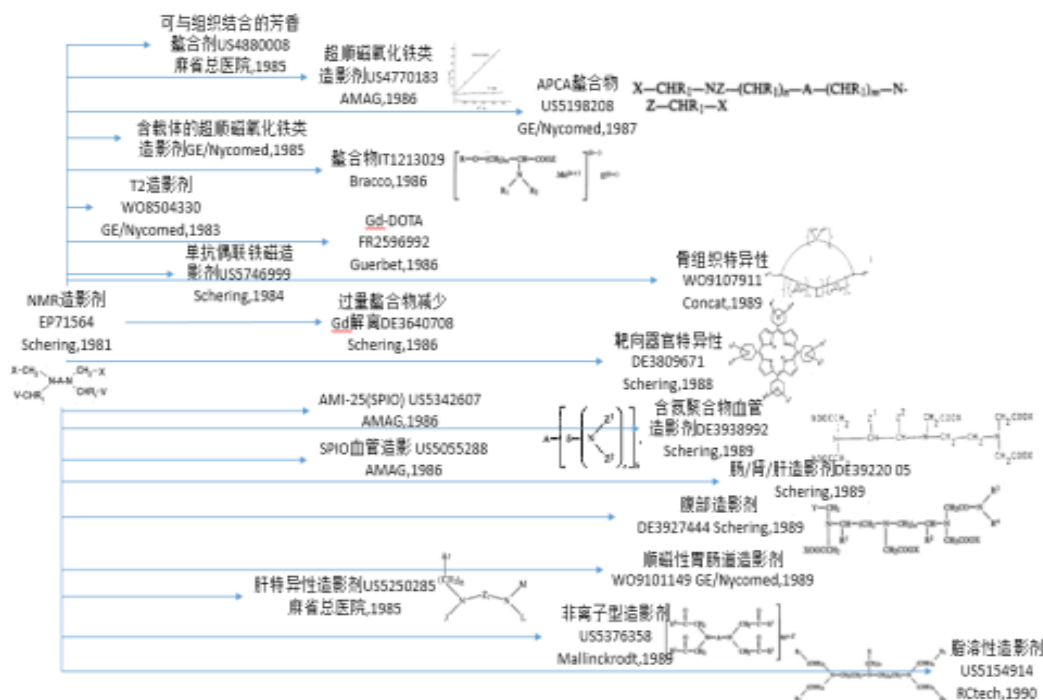 可与组织结合的芳香
螯合剂US4880008
麻省总医院,1985
超顺磁氧化铁类
造影剂US4770183
AMAG,1986
APCA螯合物
US5198208
GE/Nycomed,1987
X—CHR₁—NZ—(CHR₁)ₙ—A—(CHR₁)ₘ—N-
Z—CHR₁—X
含载体的超顺磁氧化铁类
造影剂GE/Nycomed,1985
螯合物IT1213029
Bracco,1986
T2造影剂
WO8504330
GE/Nycomed,1983
Gd-DOTA
FR2596992
Guerbet,1986
单抗偶联铁磁造
影剂US5746999
Schering,1984
骨组织特异性
WO9107911
Concat,1989
NMR造影剂
EP71564
Schering,1981
过量螯合物减少
Gd解离DE3640708
Schering,1986
靶向器官特异性
DE3809671
Schering,1988
X-CH₂ CH₂-X
N-A-N
V-CHR₁ CHR₁-V
AMI-25(SPIO) US5342607
AMAG,1986
含氮聚合物血管
造影剂DE3938992
Schering,1989
SPIO血管造影 US5055288
AMAG,1986
肠/肾/肝造影剂DE39220 05
Schering,1989
腹部造影剂
DE3927444 Schering,1989
顺磁性胃肠道造影剂
WO9101149 GE/Nycomed,1989
肝特异性造影剂US5250285
麻省总医院,1985
非离子型造影剂
US5376358
Mallinckrodt,1989
脂溶性造影剂
US5154914
RCtech,1990